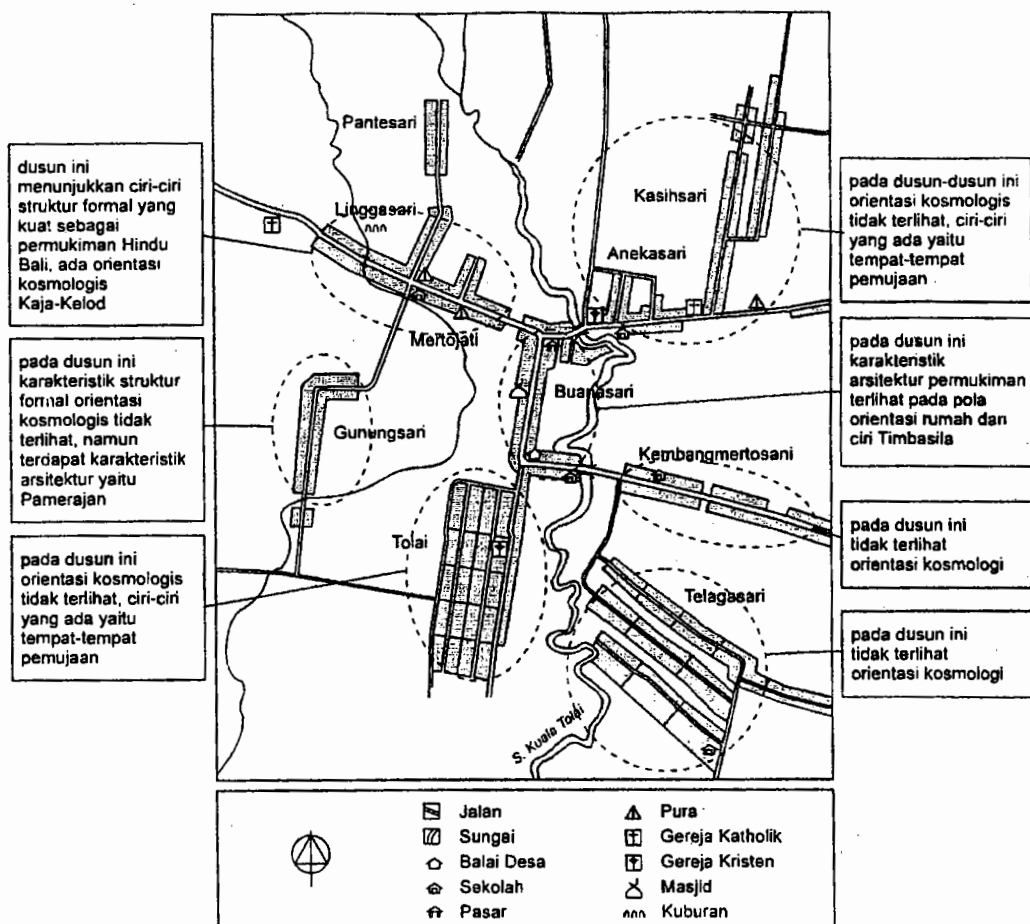 dusun ini
menunjukkan ciri-ciri
struktur formal yang
kuat sebagai
permukiman Hindu
Bali, ada orientasi
kosmologis
Kaja-Kelod
pada dusun ini
karakteristik struktur
formal orientasi
kosmologis tidak
terlihat, namun
terdapat karakteristik
arsitektur yaitu
Pamerajan
pada dusun ini
orientasi kosmologis
tidak terlihat, ciri-ciri
yang ada yaitu
tempat-tempat
pemujaan
Pantesari
Linggasari
Kasihsari
Anekasari
Mertojati
Buanasari
Gunungsari
Kembangmertosani
Tolai
Telagasari
S. Kuala Tolai
pada dusun-dusun ini
orientasi kosmologis
tidak terlihat, ciri-ciri
yang ada yaitu
tempat-tempat
pemujaan
pada dusun ini
karakteristik
arsitektur permukiman
terlihat pada pola
orientasi rumah dan
ciri Timbasila
pada dusun ini
tidak terlihat
orientasi kosmologi
pada dusun ini
tidak terlihat
orientasi kosmologi
Jalan
Sungai
Balai Desa
Sekolah
Pasar
Pura
Gereja Katholik
Gereja Kristen
Masjid
Kuburan